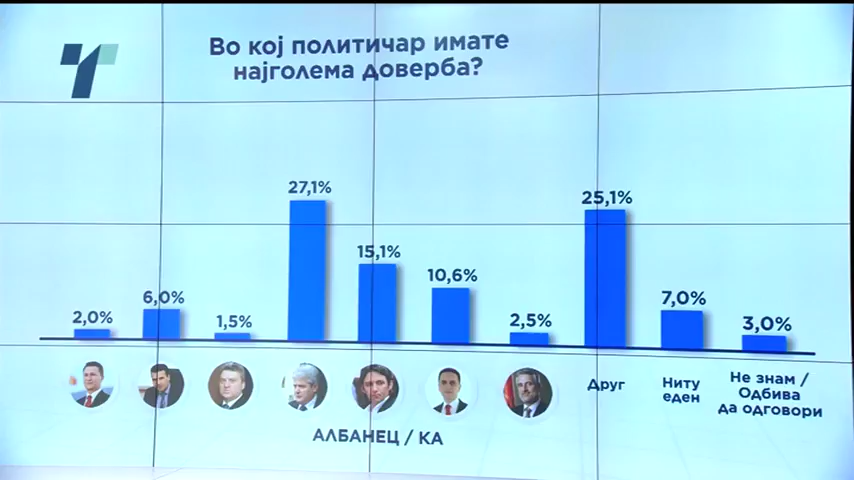 Во кој политичар имате
најголема доверба?
2,0%
6,0%
1,5%
27,1%
15,1%
10,6%
2,5%
25,1%
7,0%
3,0%
Друг
Ниту
еден
Не знам /
Одбива
да одговори
АЛБАНЕЦ / КА